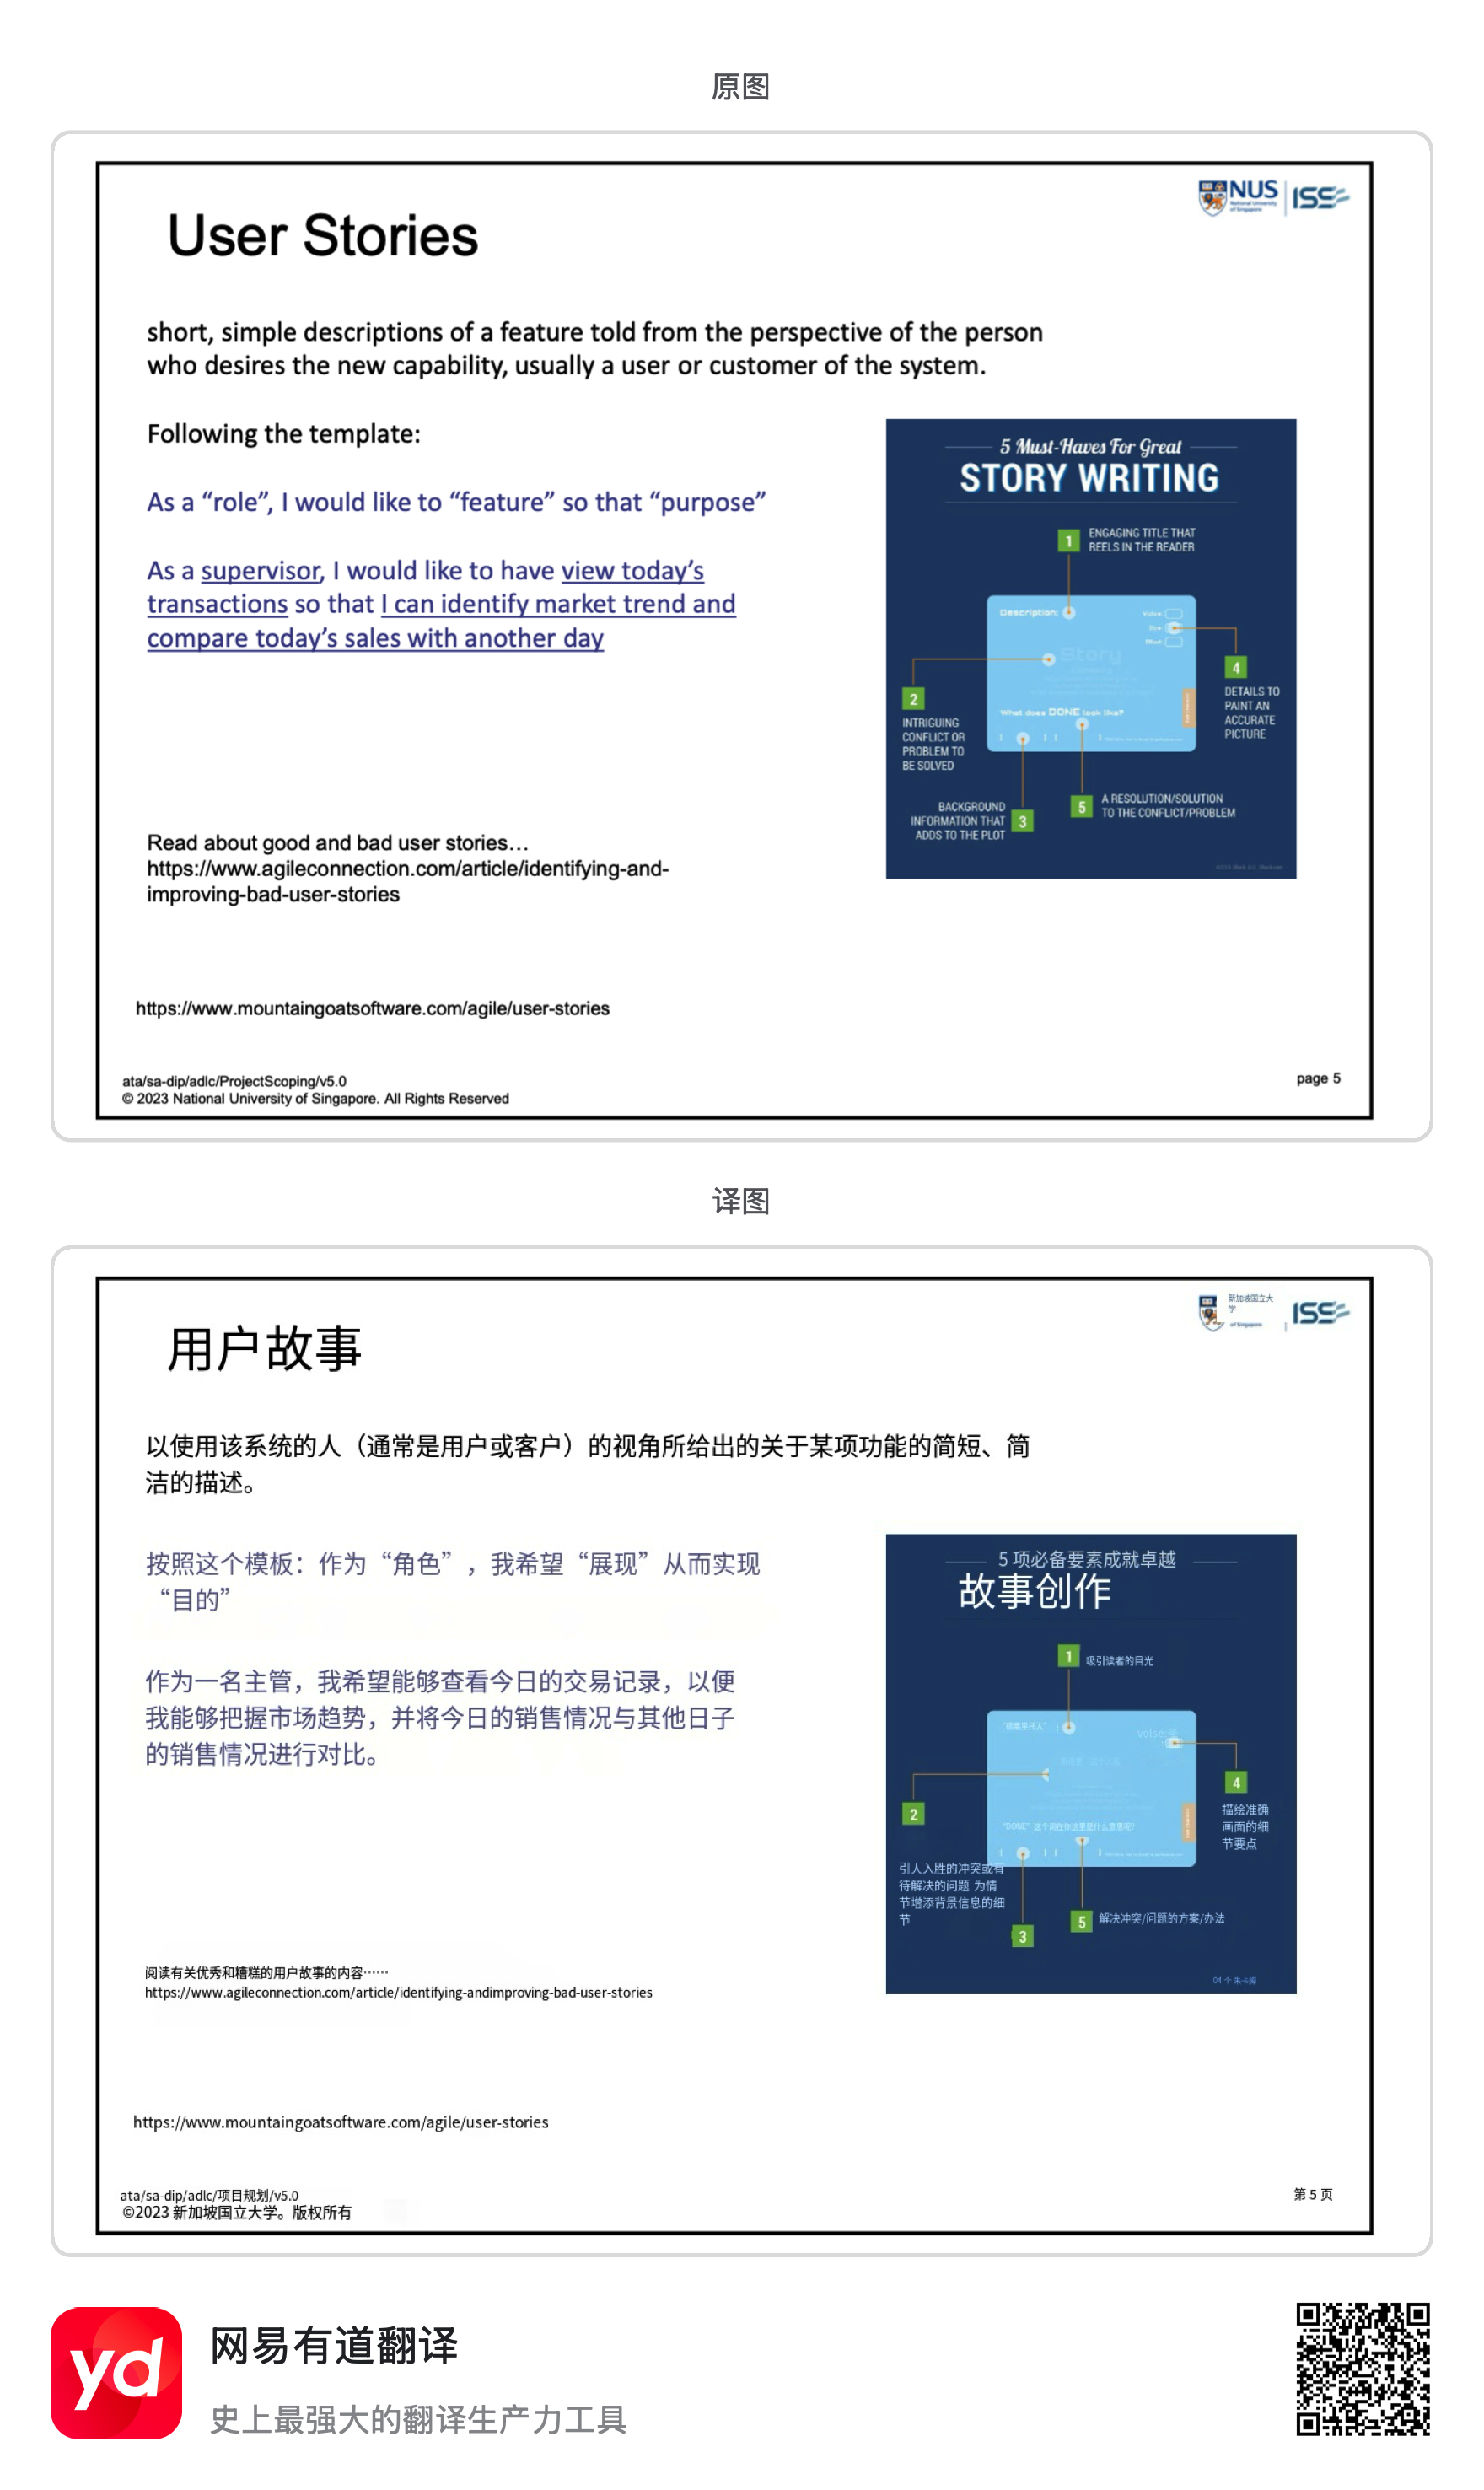 原图
NUS
National University
of Singapore
ISS
User Stories
short, simple descriptions of a feature told from the perspective of the person
who desires the new capability, usually a user or customer of the system.
Following the template:
As a “role”, I would like to “feature” so that “purpose”
As a supervisor, I would like to have view today’s
transactions so that I can identify market trend and
compare today’s sales with another day
5 Must-Haves For Great
STORY WRITING
1
ENGAGING TITLE THAT
REELS IN THE READER
Description:
Story
What does DONE look like?
2
INTRIGUING
CONFLICT OR
PROBLEM TO
BE SOLVED
4
DETAILS TO
PAINT AN
ACCURATE
PICTURE
BACKGROUND
INFORMATION THAT
ADDS TO THE PLOT
3
5
A RESOLUTION/SOLUTION
TO THE CONFLICT/PROBLEM
Read about good and bad user stories…
https://www.agileconnection.com/article/identifying-and-
improving-bad-user-stories
https://www.mountaingoatsoftware.com/agile/user-stories
ata/sa-dip/adlc/ProjectScoping/v5.0
© 2023 National University of Singapore. All Rights Reserved
page 5
译图
新加坡国立大
学
of Singapore
ISS
用户故事
以使用该系统的人（通常是用户或客户）的视角所给出的关于某项功能的简短、简
洁的描述。
按照这个模板：作为“角色”，我希望“展现”从而实现
“目的”
作为一名主管，我希望能够查看今日的交易记录，以便
我能够把握市场趋势，并将今日的销售情况与其他日子
的销售情况进行对比。
5 项必备要素成就卓越
故事创作
1
吸引读者的目光
“DONE”这个词在你这里是什么意思呢?
2
引人入胜的冲突或有
待解决的问题 为情
节增添背景信息的细
节
4
描绘准确
画面的细
节要点
3
5
解决冲突/问题的方案/办法
阅读有关优秀和糟糕的用户故事的内容……
https://www.agileconnection.com/article/identifying-andimproving-bad-user-stories
https://www.mountaingoatsoftware.com/agile/user-stories
ata/sa-dip/adlc/项目规划/v5.0
©2023 新加坡国立大学。版权所有
第 5 页
yd
网易有道翻译
史上最强大的翻译生产力工具